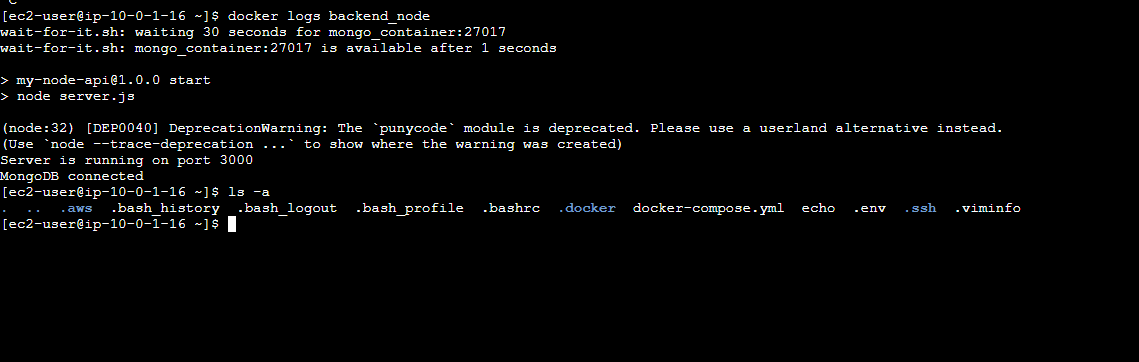 [ec2-user@ip-10-0-1-16 ~]$ docker logs backend_node
wait-for-it.sh: waiting 30 seconds for mongo_container:27017
wait-for-it.sh: mongo_container:27017 is available after 1 seconds
> my-node-api@1.0.0 start
> node server.js
(node:32) [DEP0040] DeprecationWarning: The `punycode` module is deprecated. Please use a userland alternative instead.
(Use `node --trace-deprecation ...` to show where the warning was created)
Server is running on port 3000
MongoDB connected
[ec2-user@ip-10-0-1-16 ~]$ ls -a
. .. .aws .bash_history .bash_logout .bash_profile .bashrc .docker docker-compose.yml echo .env .ssh .viminfo
[ec2-user@ip-10-0-1-16 ~]$